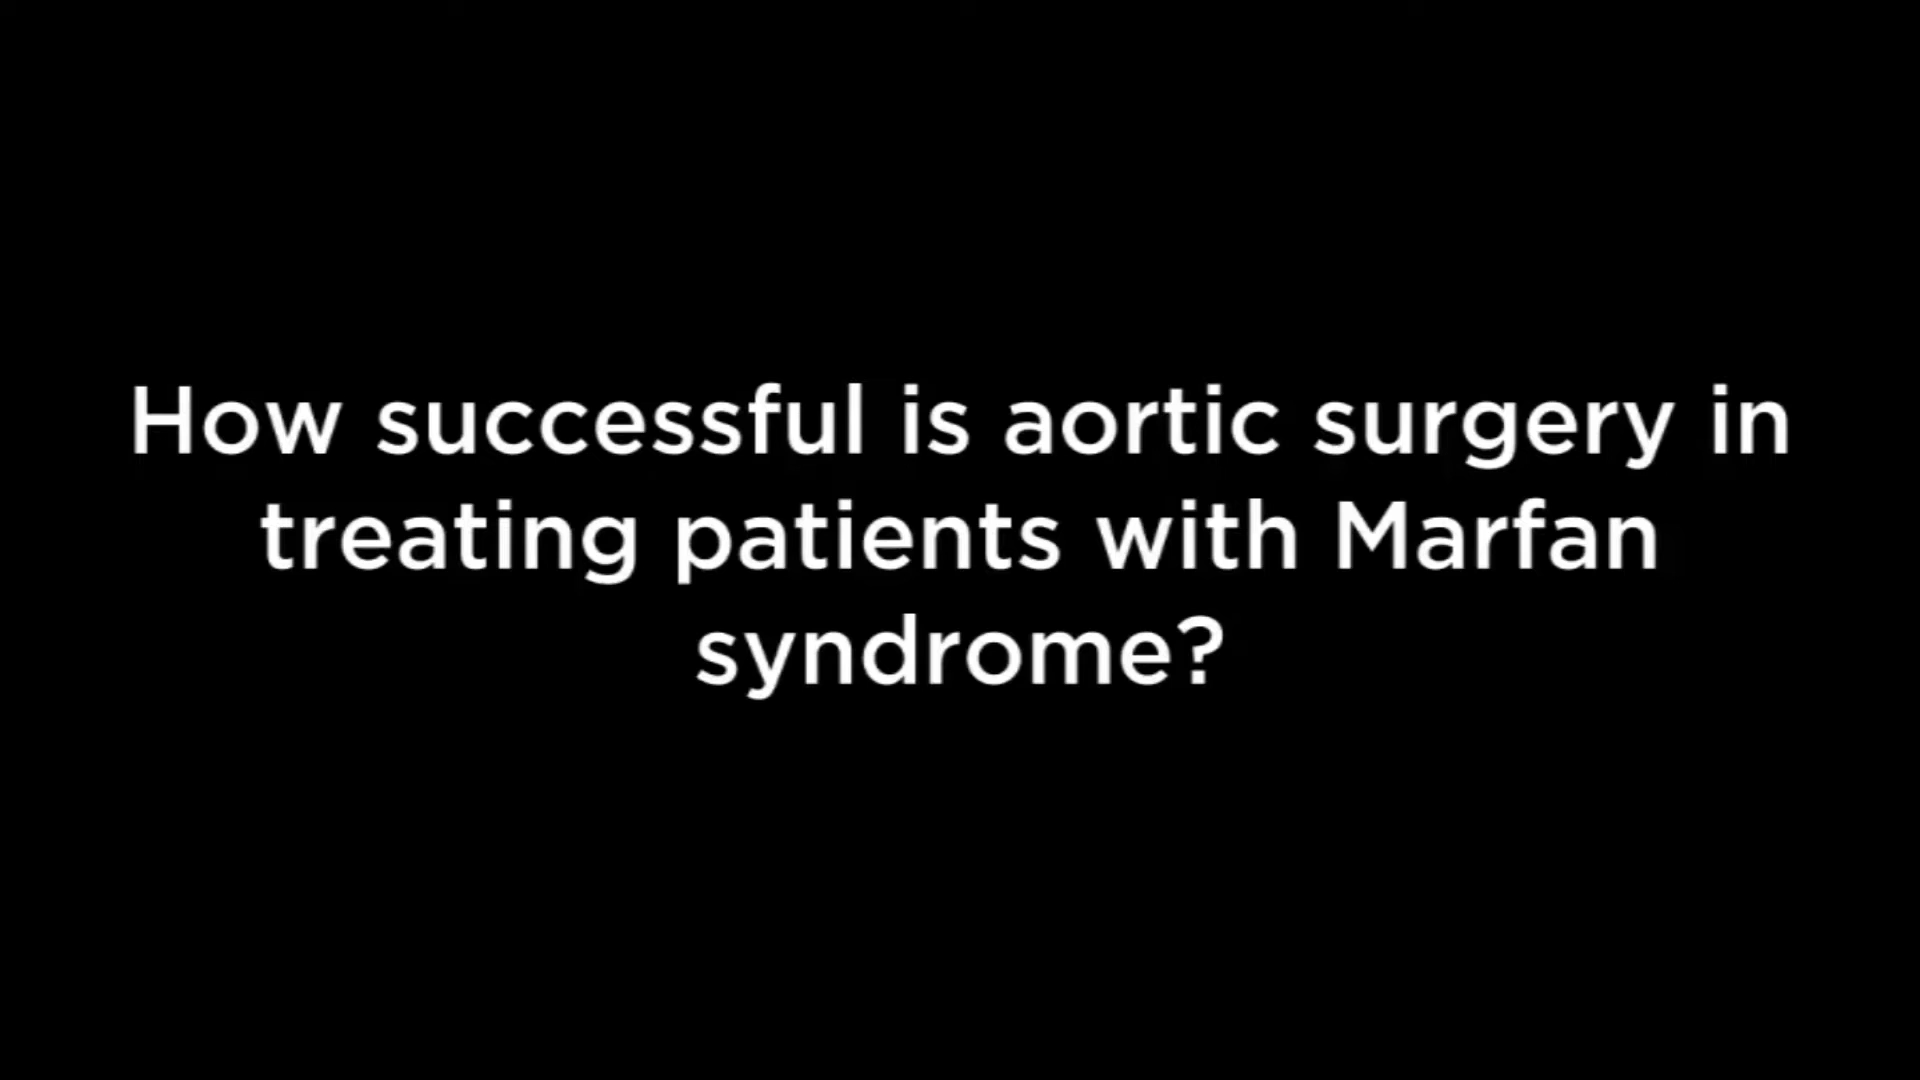 How successful is aortic surgery in
treating patients with Marfan
syndrome?